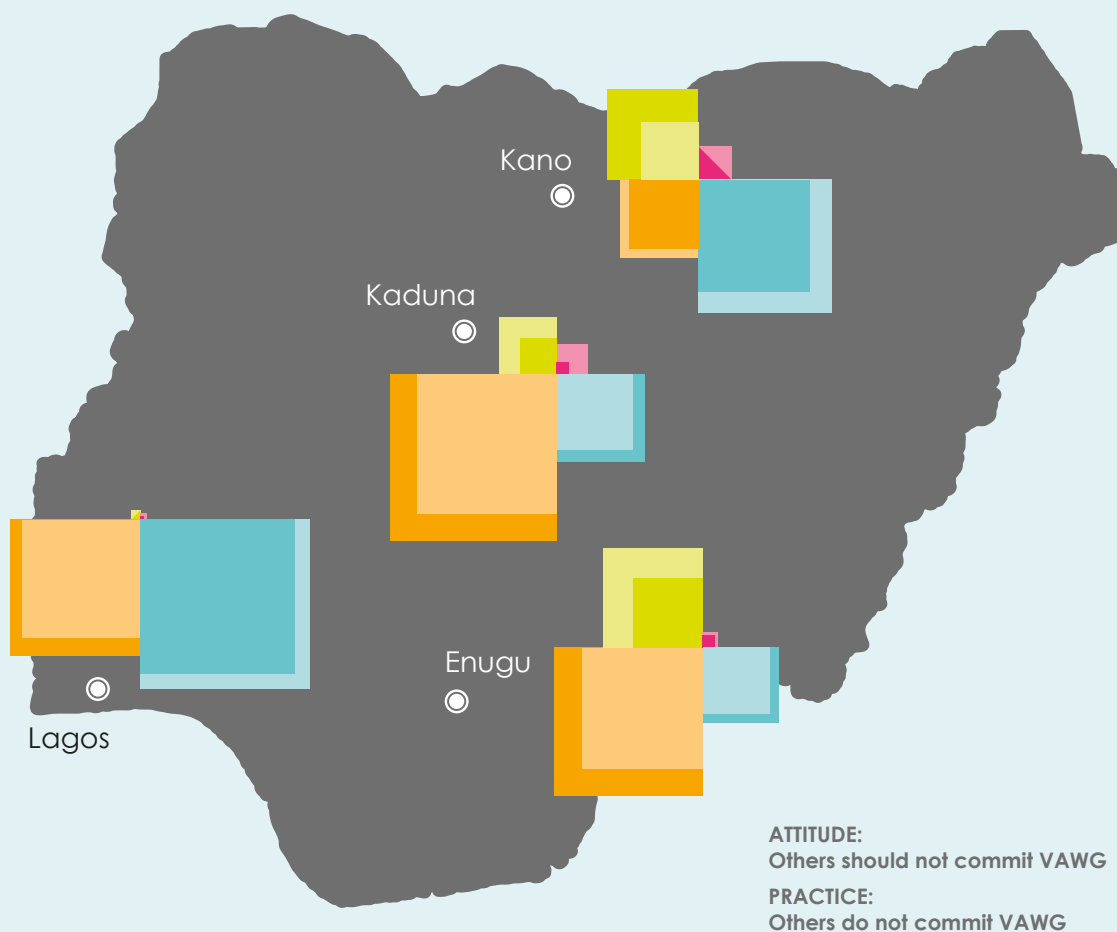 Kano
Kaduna
Enugu
Lagos
ATTITUDE:
Others should not commit VAWG
PRACTICE:
Others do not commit VAWG